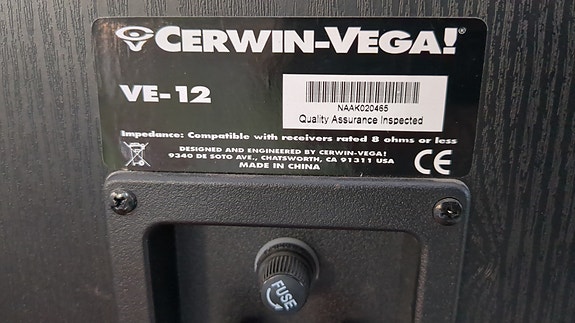 CERWIN-VEGA!®
VE-12
NAAK020465
Quality Assurance Inspected
Impedance: Compatible with receivers rated 8 ohms or less
DESIGNED AND ENGINEERED BY CERWIN-VEGA!
9340 DE SOTO AVE., CHATSWORTH, CA 91311 USA
MADE IN CHINA
CE
FUSE